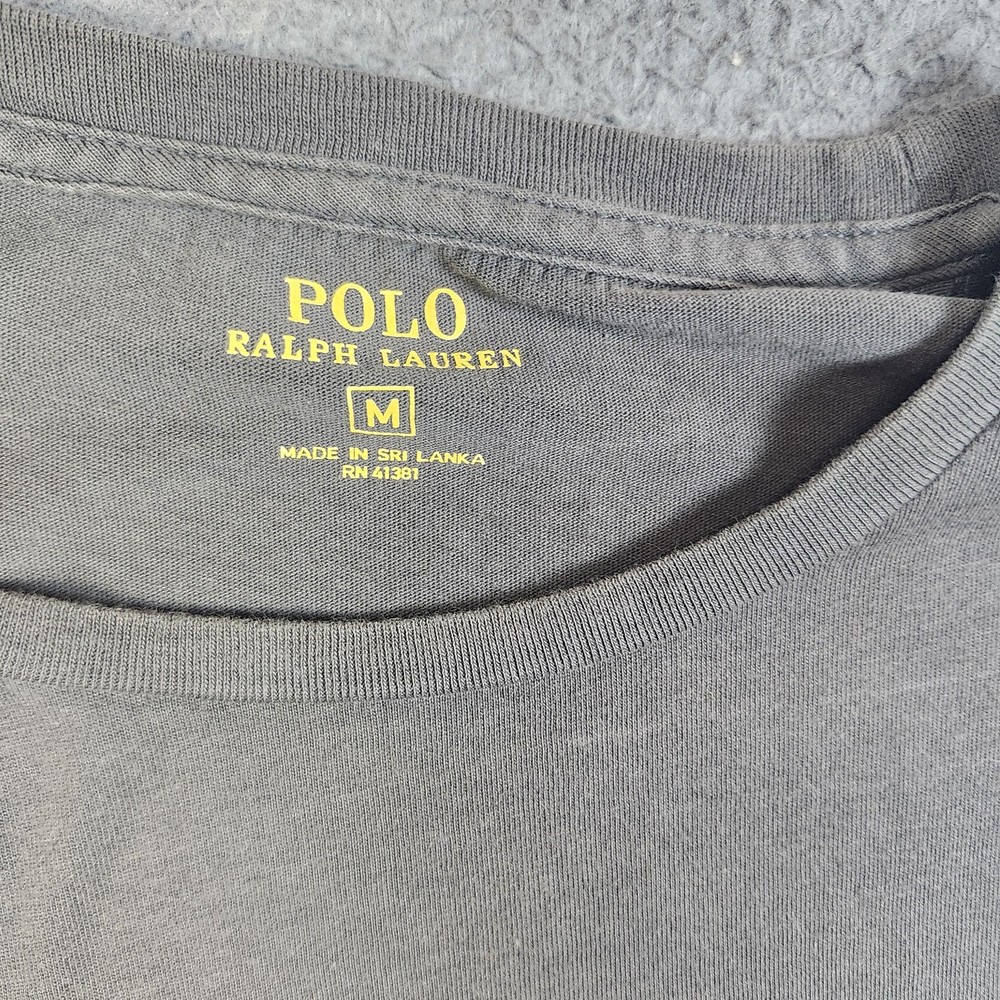 POLO
RALPH LAUREN
M
MADE IN SRI LANKA
RN 41381